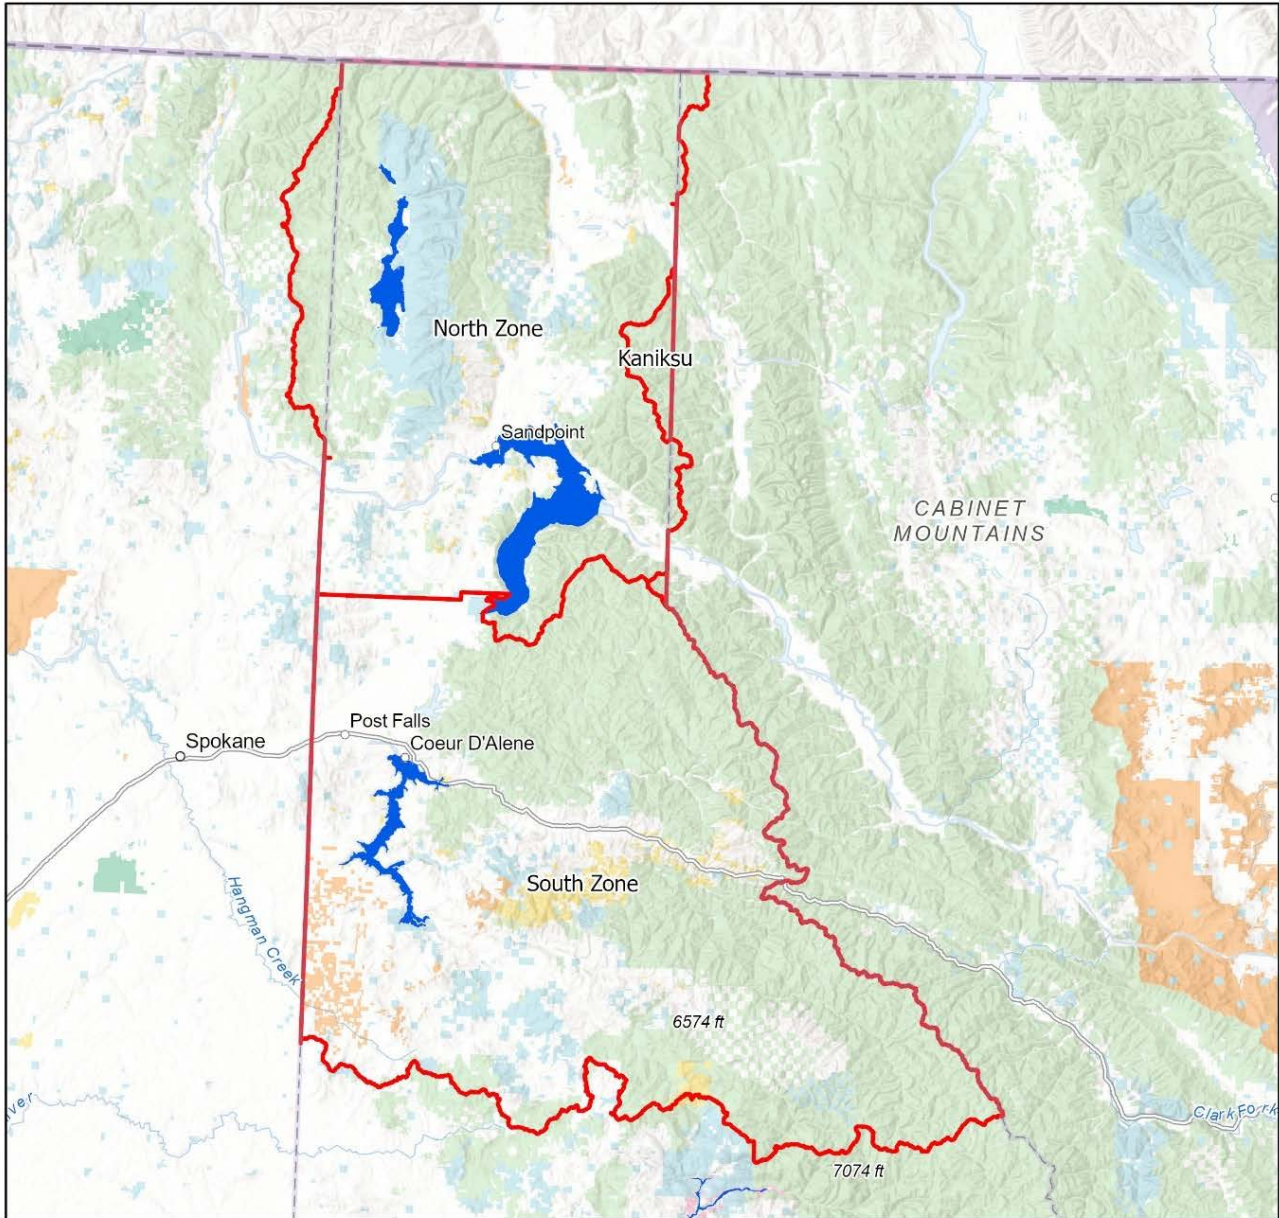 North Zone
Kaniksu
Sandpoint
CABINET
MOUNTAINS
Post Falls
Spokane
Coeur D'Alene
South Zone
Hangman Creek
6574 ft
Clark Fork
7074 ft